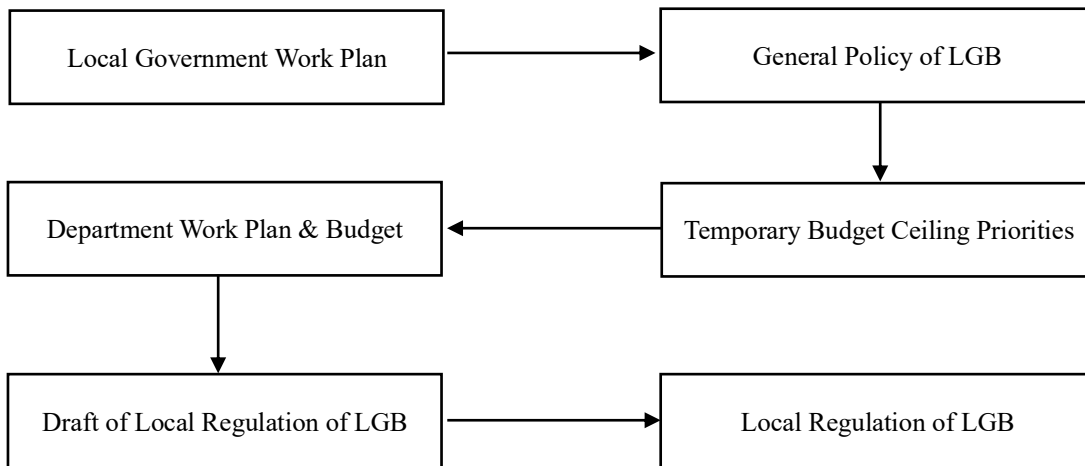 Local Government Work Plan
General Policy of LGB
Department Work Plan & Budget
Temporary Budget Ceiling Priorities
Draft of Local Regulation of LGB
Local Regulation of LGB